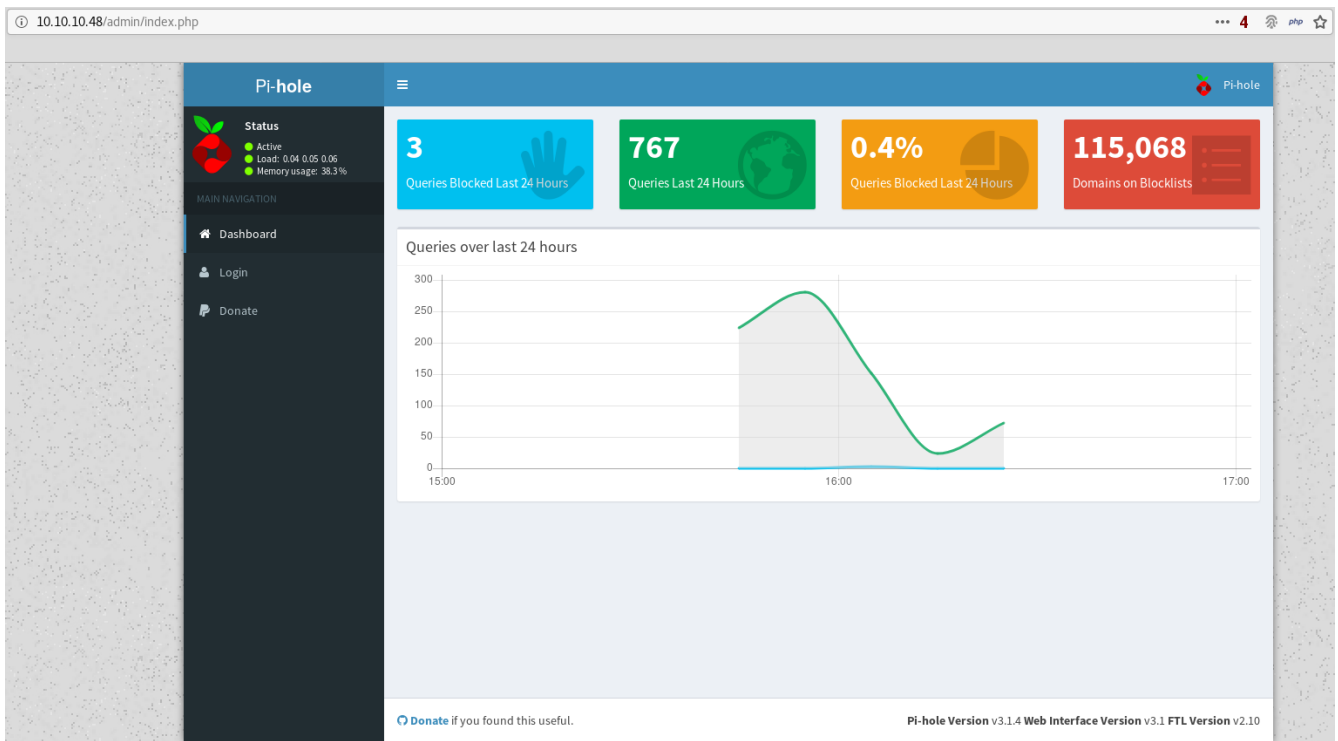 10.10.10.48/admin/index.php
4
php
Pi-hole
Pi-hole
Status
Active
Load: 0.04 0.05 0.06
Memory usage: 38.3 %
MAIN NAVIGATION
Dashboard
Login
Donate
3
Queries Blocked Last 24 Hours
767
Queries Last 24 Hours
0.4%
Queries Blocked Last 24 Hours
115,068
Domains on Blocklists
Queries over last 24 hours
300
250
200
150
100
50
0
15:00
16:00
17:00
Donate if you found this useful.
Pi-hole Version v3.1.4 Web Interface Version v3.1 FTL Version v2.10